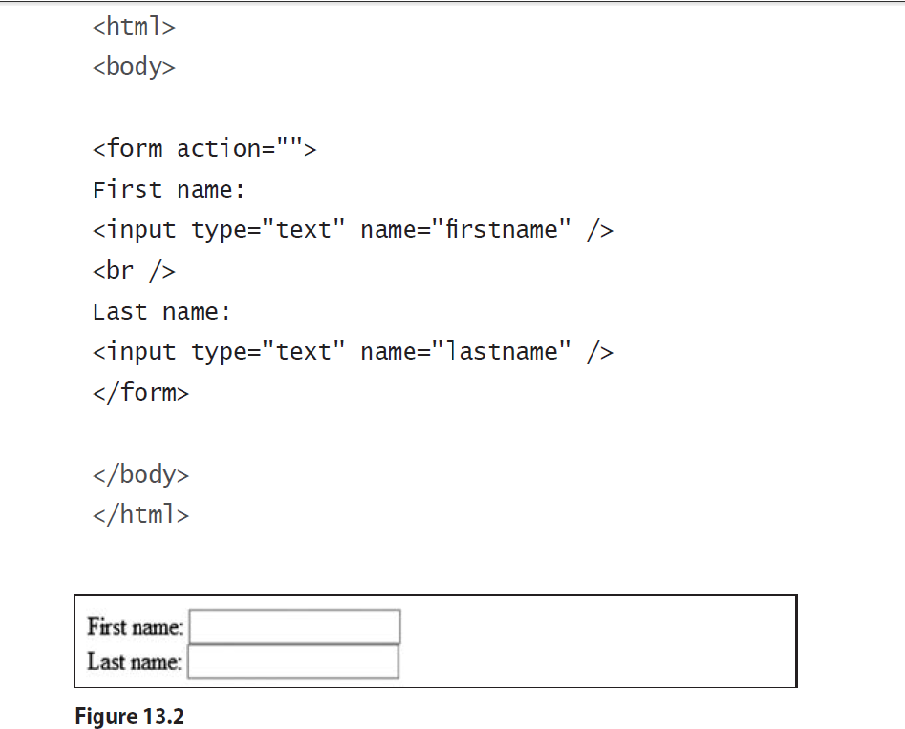 <html>
<body>
<form action="">
First name:
<input type="text" name="firstname" />
<br />
Last name:
<input type="text" name="lastname" />
</form>
</body>
</html>
First name:
Last name:
Figure 13.2